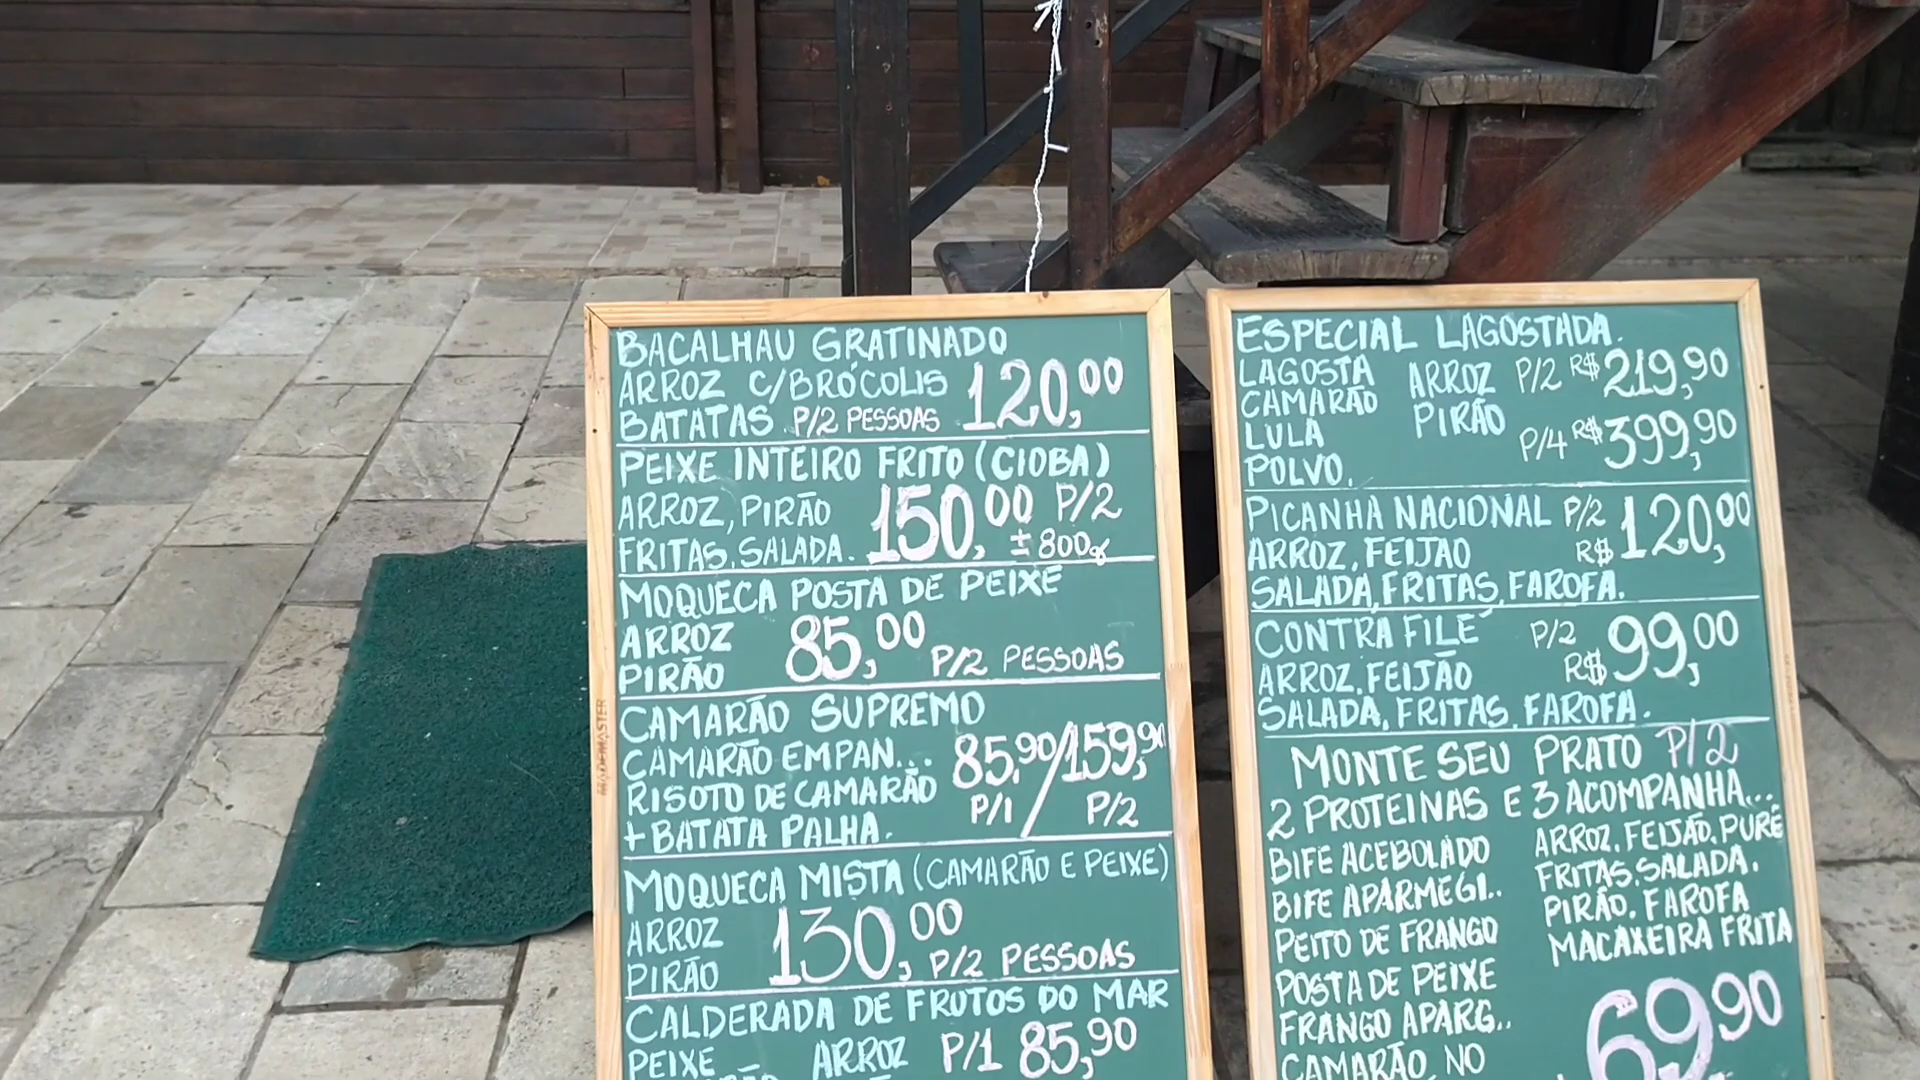 BACALHAU GRATINADO
ARROZ C/BRÓCOLIS 120,00
BATATAS P/2 PESSOAS
PEIXE INTEIRO FRITO (CIOBA)
ARROZ, PIRÃO 150,00 P/2
FRITAS, SALADA. ± 800g
MOQUECA POSTA DE PEIXE
ARROZ 85,00
PIRÃO P/2 PESSOAS
CAMARÃO SUPREMO
CAMARÃO EMPAN... 85,90/159,90
RISOTO DE CAMARÃO P/1 P/2
+ BATATA PALHA.
MOQUECA MISTA (CAMARÃO E PEIXE)
ARROZ 130,00
PIRÃO P/2 PESSOAS
CALDERADA DE FRUTOS DO MAR
PEIXE ARROZ P/1 85,90
MADEMASTER
ESPECIAL LAGOSTADA.
LAGOSTA ARROZ P/2 R$ 219,90
CAMARÃO PIRÃO
LULA P/4 R$ 399,90
POLVO.
PICANHA NACIONAL P/2
ARROZ, FEIJAO R$ 120,00
SALADA, FRITAS, FAROFA.
CONTRA FILÉ P/2
ARROZ, FEIJÃO R$ 99,00
SALADA, FRITAS, FAROFA.
MONTE SEU PRATO P/2
2 PROTEINAS E 3 ACOMPANHA...
BIFE ACEBOLADO
BIFE APARMEGI..
PEITO DE FRANGO
POSTA DE PEIXE
FRANGO APARG..
CAMARÃO, NO
ARROZ, FEIJÃO, PURÊ
FRITAS, SALADA,
PIRÃO, FAROFA
MACAXEIRA FRITA
69,90